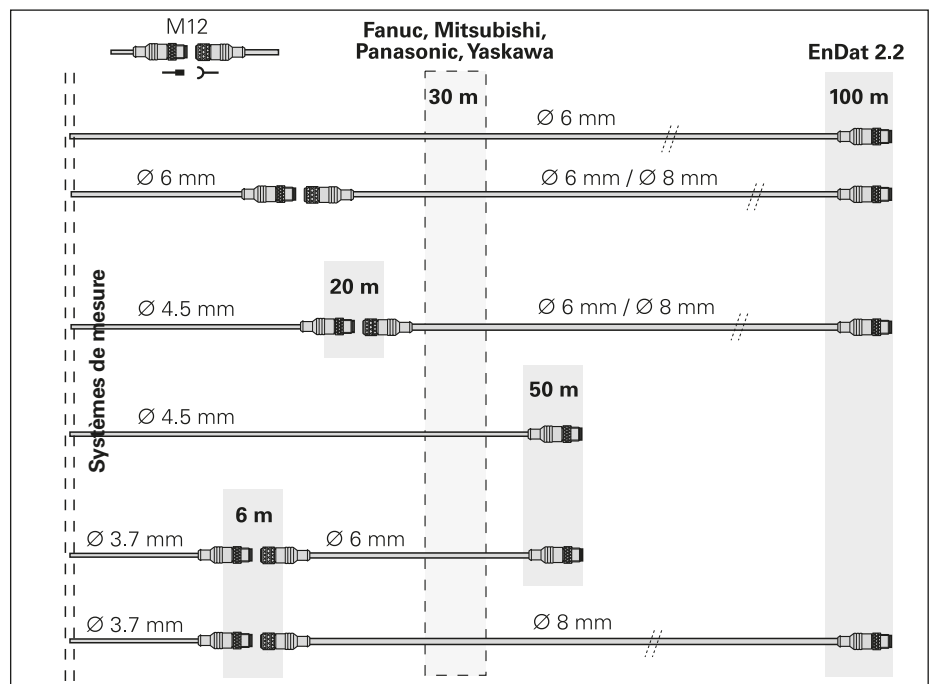 M12
Fanuc, Mitsubishi,
Panasonic, Yaskawa
EnDat 2.2
30 m
100 m
Ø 6 mm
Ø 6 mm
Ø 6 mm / Ø 8 mm
Systèmes de mesure
20 m
Ø 4.5 mm
Ø 6 mm / Ø 8 mm
50 m
Ø 4.5 mm
6 m
Ø 3.7 mm
Ø 6 mm
Ø 3.7 mm
Ø 8 mm